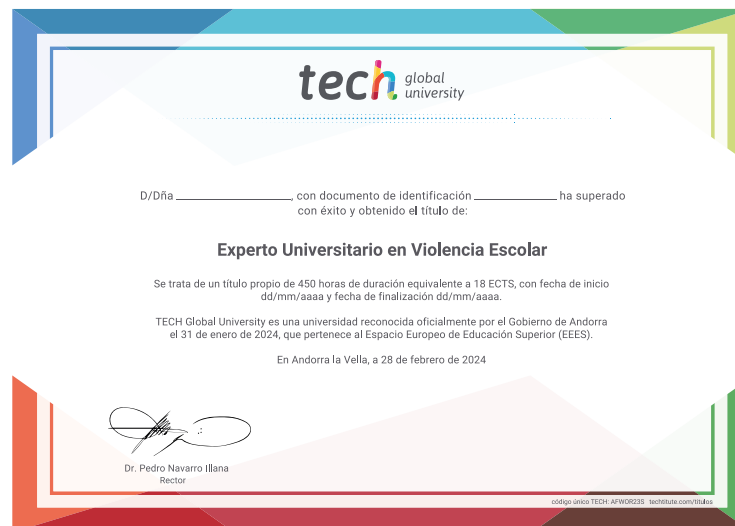 tech global university
D/Dña ____________________, con documento de identificación ______________ ha superado
con éxito y obtenido el título de:
Experto Universitario en Violencia Escolar
Se trata de un título propio de 450 horas de duración equivalente a 18 ECTS, con fecha de inicio
dd/mm/aaaa y fecha de finalización dd/mm/aaaa.
TECH Global University es una universidad reconocida oficialmente por el Gobierno de Andorra
el 31 de enero de 2024, que pertenece al Espacio Europeo de Educación Superior (EEES).
En Andorra la Vella, a 28 de febrero de 2024
Dr. Pedro Navarro Illana
Rector
código único TECH: AFWOR23S techtitute.com/titulos